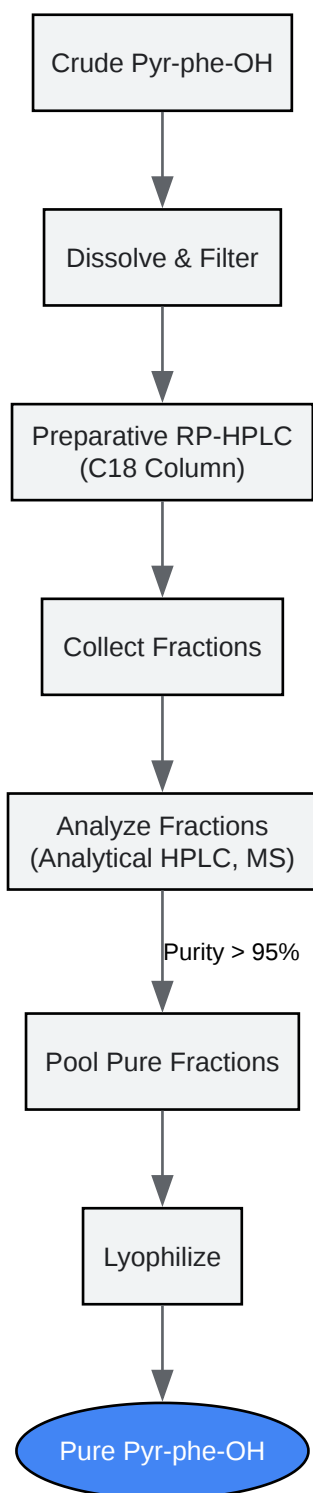 Crude Pyr-phe-OH
Dissolve & Filter
Preparative RP-HPLC
(C18 Column)
Collect Fractions
Analyze Fractions
(Analytical HPLC, MS)
Purity > 95%
Pool Pure Fractions
Lyophilize
Pure Pyr-phe-OH